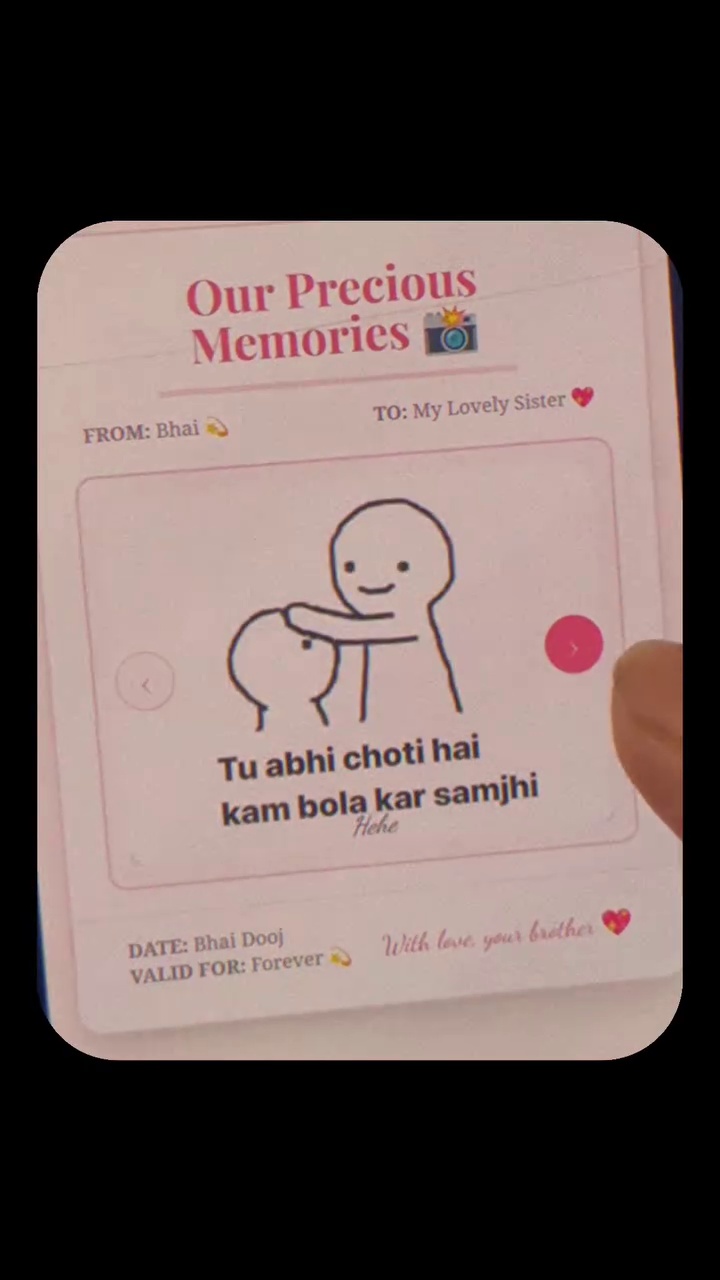 Our Precious
Memories 📸
FROM: Bhai 💫
TO: My Lovely Sister 💖
Tu abhi choti hai
kam bola kar samjhi
Hehe
DATE: Bhai Dooj
VALID FOR: Forever 💫
With love, your brother 💖